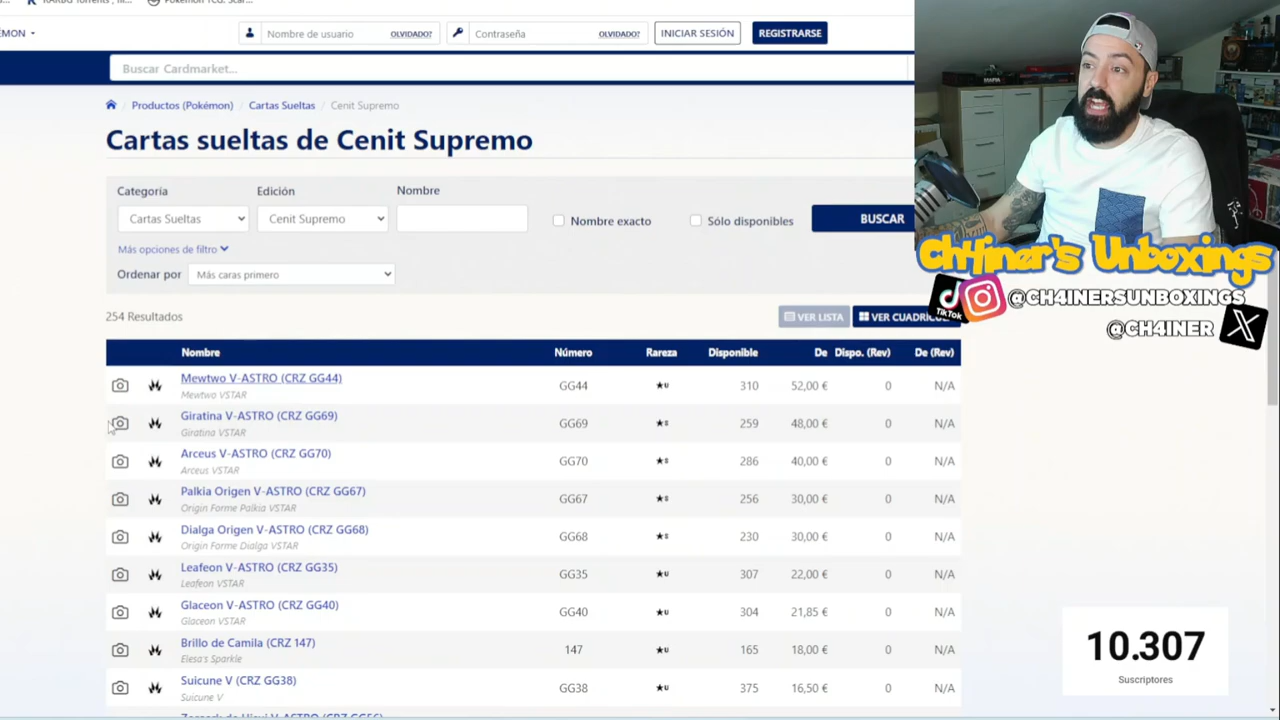 Pokémon TCG: Scar...
ÉMON
Nombre de usuario OLVIDADO? Contraseña OLVIDADO? INICIAR SESIÓN REGISTRARSE
Buscar Cardmarket...
/ Productos (Pokémon) / Cartas Sueltas / Cenit Supremo
Cartas sueltas de Cenit Supremo
Categoría Edición Nombre
Cartas Sueltas Cenit Supremo Nombre exacto Sólo disponibles BUSCAR
Más opciones de filtro
Ordenar por Más caras primero
254 Resultados VER LISTA
Nombre Número Rareza Disponible De Dispo. (Rev) De (Rev)
Mewtwo V-ASTRO (CRZ GG44) GG44 310 52,00 € 0 N/A
Mewtwo VSTAR
Giratina V-ASTRO (CRZ GG69) GG69 259 48,00 € 0 N/A
Giratina VSTAR
Arceus V-ASTRO (CRZ GG70) GG70 286 40,00 € 0 N/A
Arceus VSTAR
Palkia Origen V-ASTRO (CRZ GG67) GG67 256 30,00 € 0 N/A
Origin Forme Palkia VSTAR
Dialga Origen V-ASTRO (CRZ GG68) GG68 230 30,00 € 0 N/A
Origin Forme Dialga VSTAR
Leafeon V-ASTRO (CRZ GG35) GG35 307 22,00 € 0 N/A
Leafeon VSTAR
Glaceon V-ASTRO (CRZ GG40) GG40 304 21,85 € 0 N/A
Glaceon VSTAR
Brillo de Camila (CRZ 147) 147 165 18,00 € 0 N/A
Elesa's Sparkle
Suicune V (CRZ GG38) GG38 375 16,50 € 0 N/A
Suicune V
Ch4iner's Unboxings
TikTok @CH4INERSUNBOXINGS
@CH4INER X
10.307
Suscriptores